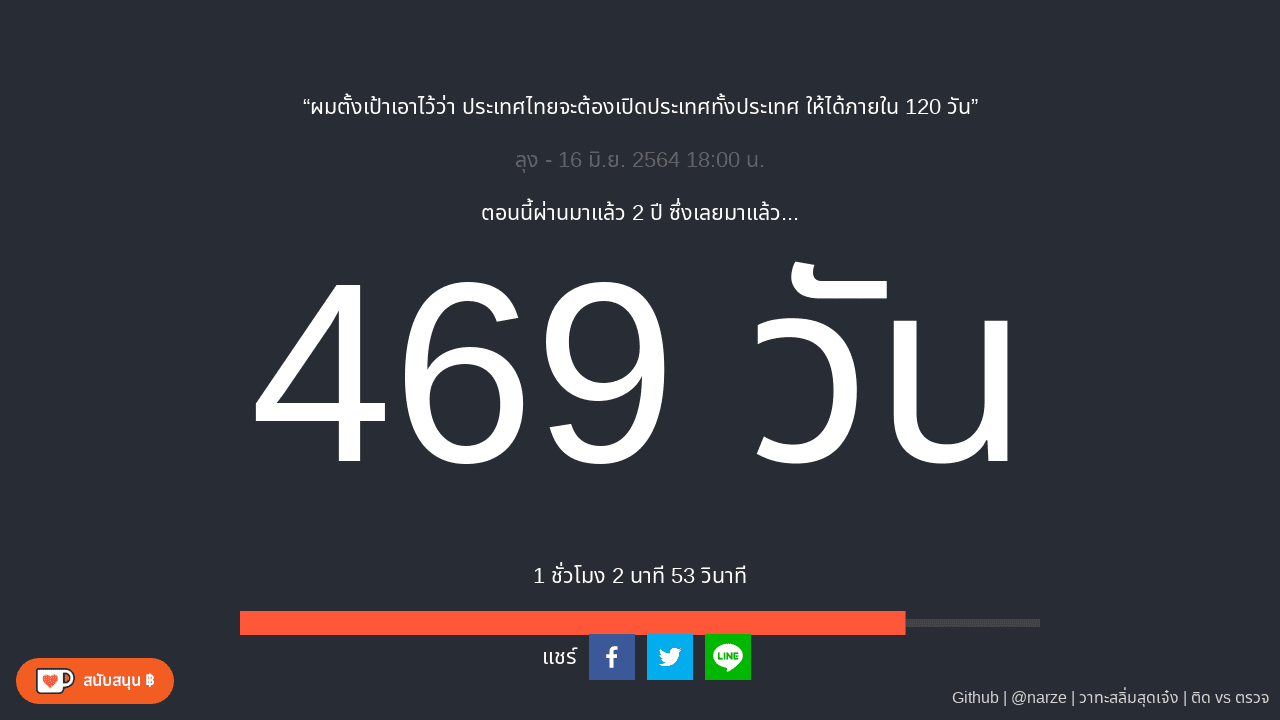 “ผมตั้งเป้าเอาไว้ว่า ประเทศไทยจะต้องเปิดประเทศทั้งประเทศ ให้ได้ภายใน 120 วัน”
ลุง - 16 มิ.ย. 2564 18:00 น.
ตอนนี้ผ่านมาแล้ว 2 ปี ซึ่งเลยมาแล้ว...
469 วัน
1 ชั่วโมง 2 นาที 53 วินาที
แชร์
LINE
สนับสนุน ฿
Github | @narze | วาทะสลิ่มสุดเจ๋ง | ติด vs ตรวจ